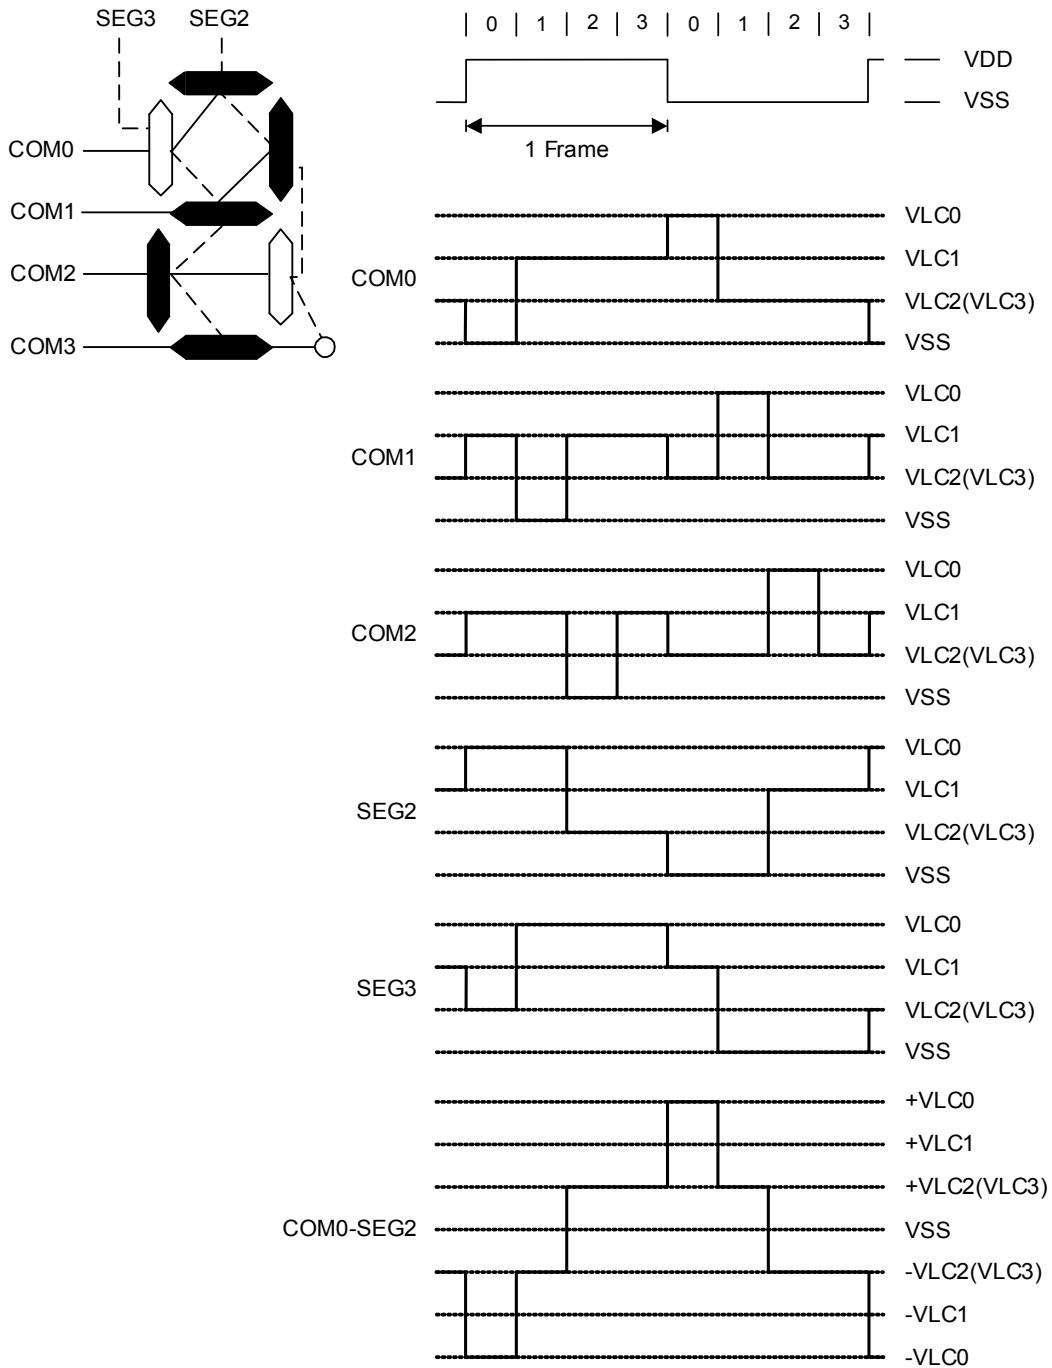 SEG3 SEG2
| 0 | 1 | 2 | 3 | 0 | 1 | 2 | 3 |
VDD
VSS
1 Frame
COM0
COM1
COM2
COM3
COM0
VLC0
VLC1
VLC2(VLC3)
VSS
COM1
VLC0
VLC1
VLC2(VLC3)
VSS
COM2
VLC0
VLC1
VLC2(VLC3)
VSS
SEG2
VLC0
VLC1
VLC2(VLC3)
VSS
SEG3
VLC0
VLC1
VLC2(VLC3)
VSS
COM0-SEG2
+VLC0
+VLC1
+VLC2(VLC3)
VSS
-VLC2(VLC3)
-VLC1
-VLC0